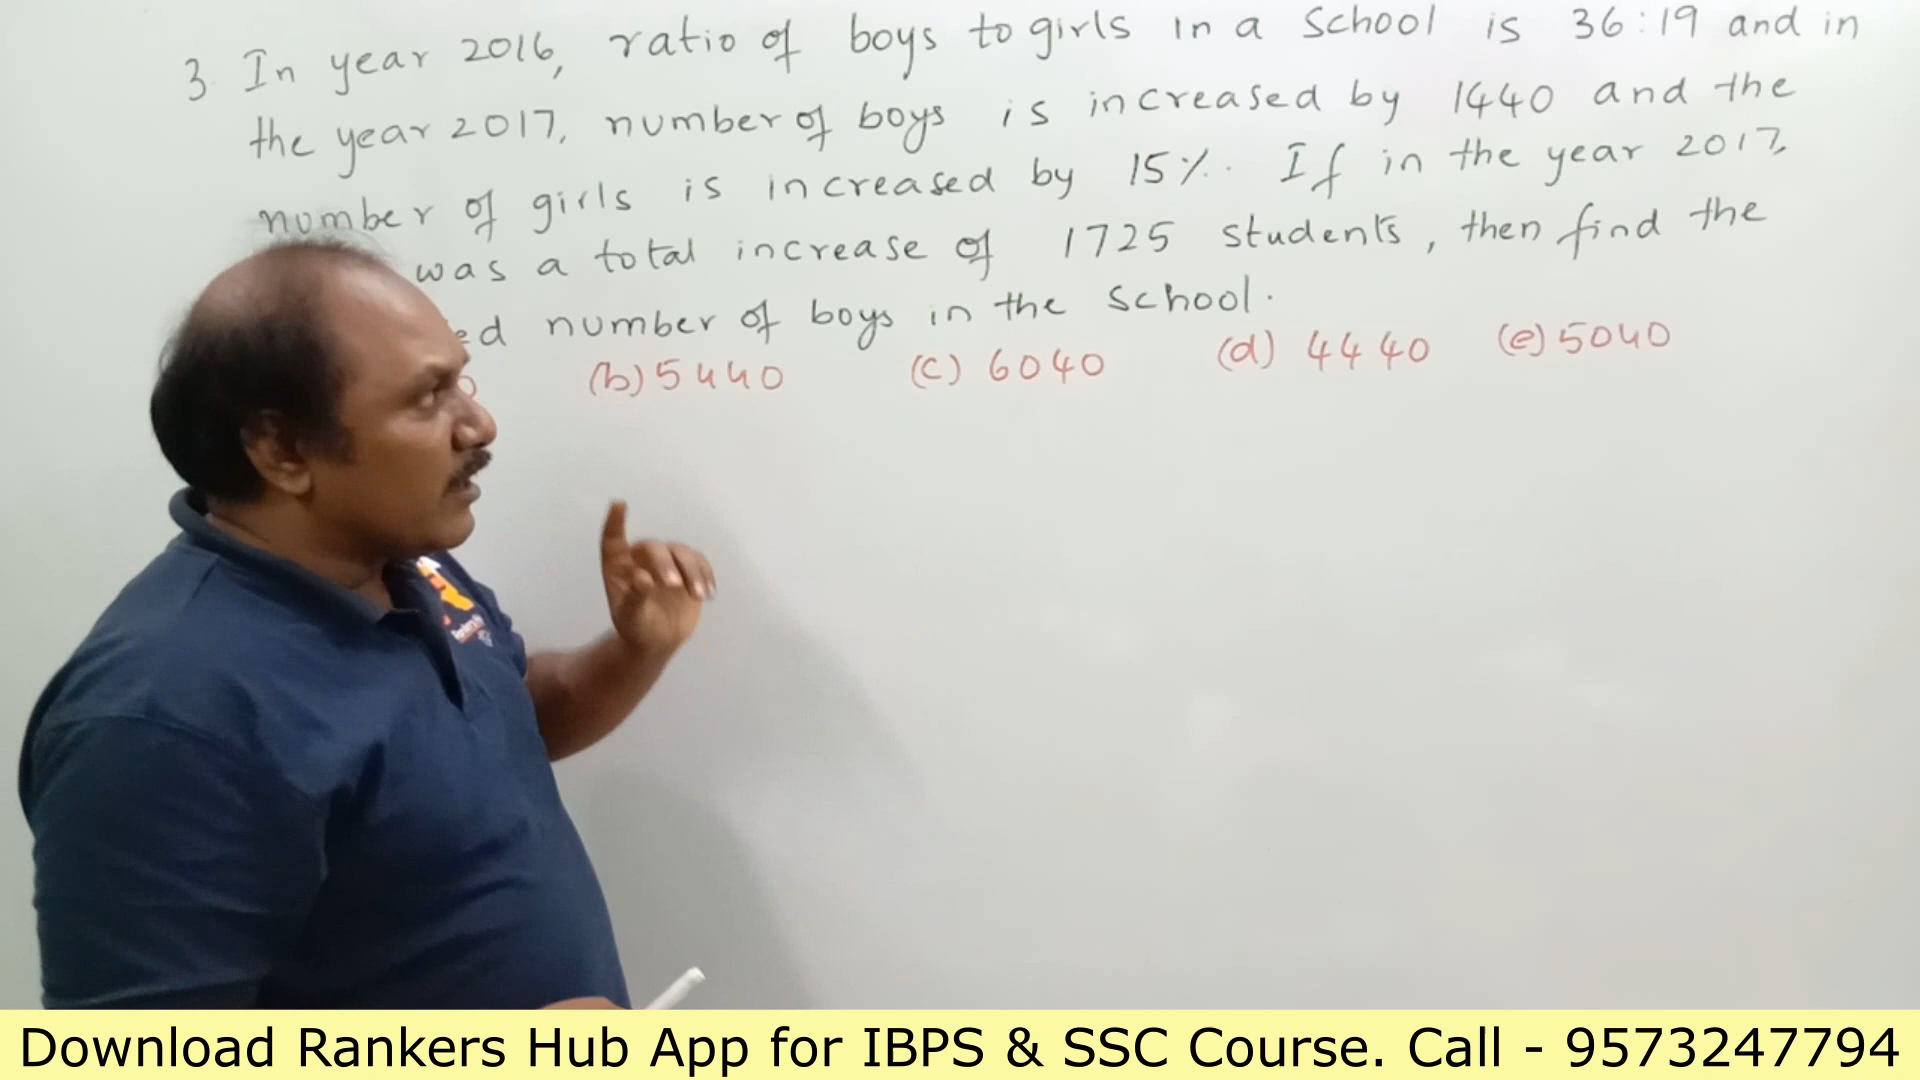 3. In year 2016, ratio of boys to girls in a school is 36:19 and in
the year 2017, number of boys is increased by 1440 and the
number of girls is increased by 15%. If in the year 2017,
was a total increase of 1725 students, then find the
number of boys in the school.
(b) 5440 (c) 6040 (d) 4440 (e) 5040
Download Rankers Hub App for IBPS & SSC Course. Call - 9573247794